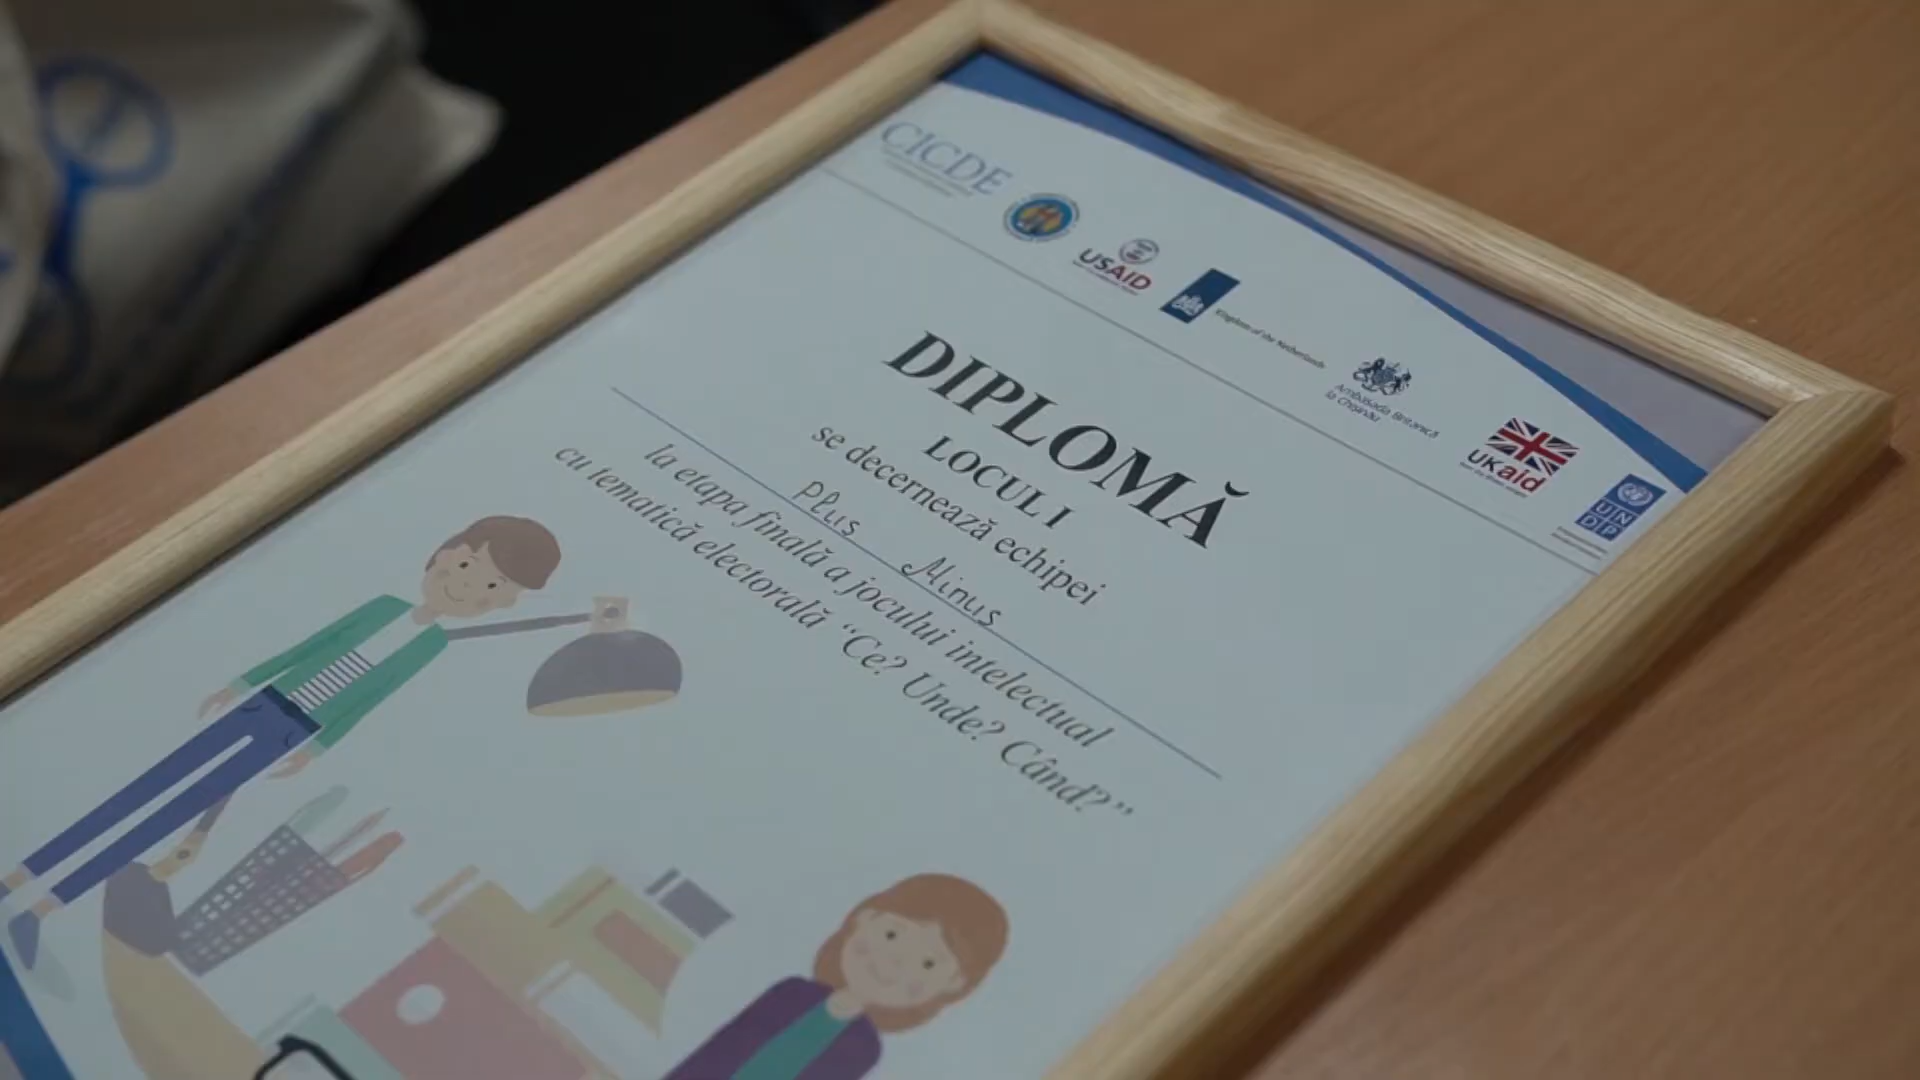 CICDE
USAID
Kingdom of the Netherlands
Ambasada Britanică
la Chișinău
UKaid
UN
DP
DIPLOMĂ
LOCUL I
se decernează echipei
Plus Minus
la etapa finală a jocului intelectual
cu tematică electorală “Ce? Unde? Când?”